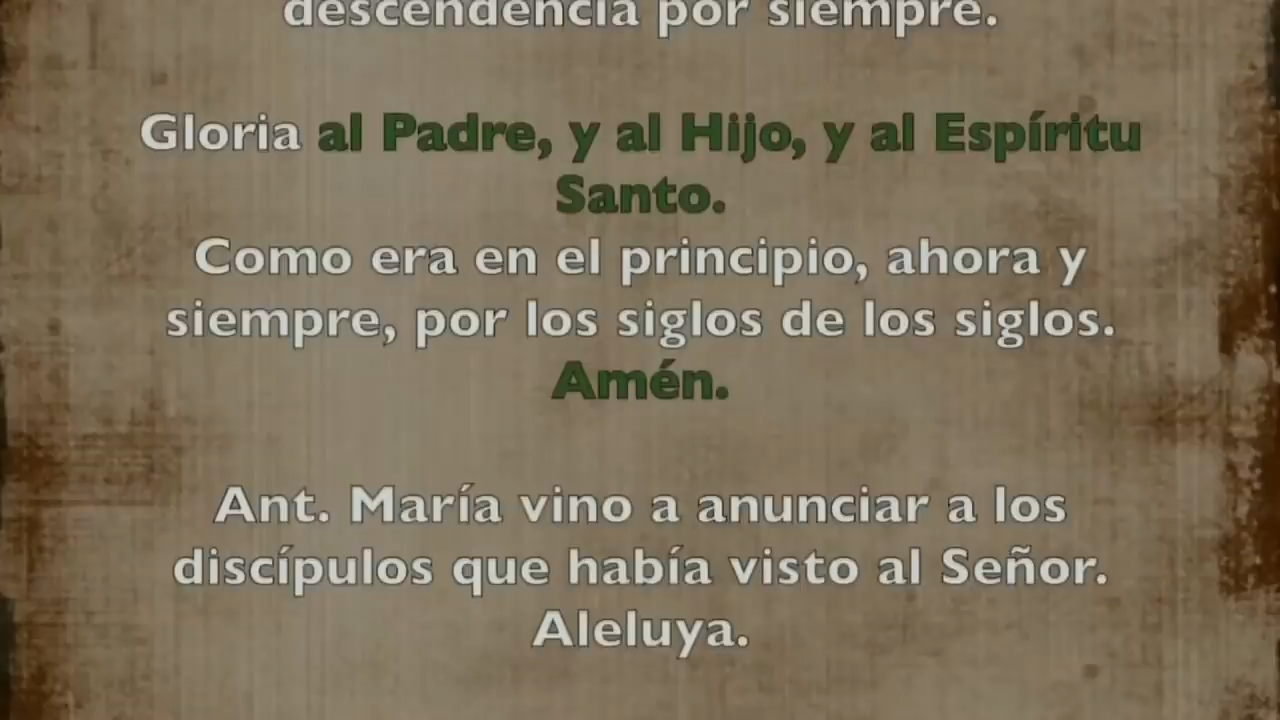 descendencia por siempre.
Gloria al Padre, y al Hijo, y al Espíritu
Santo.
Como era en el principio, ahora y
siempre, por los siglos de los siglos.
Amén.
Ant. María vino a anunciar a los
discípulos que había visto al Señor.
Aleluya.